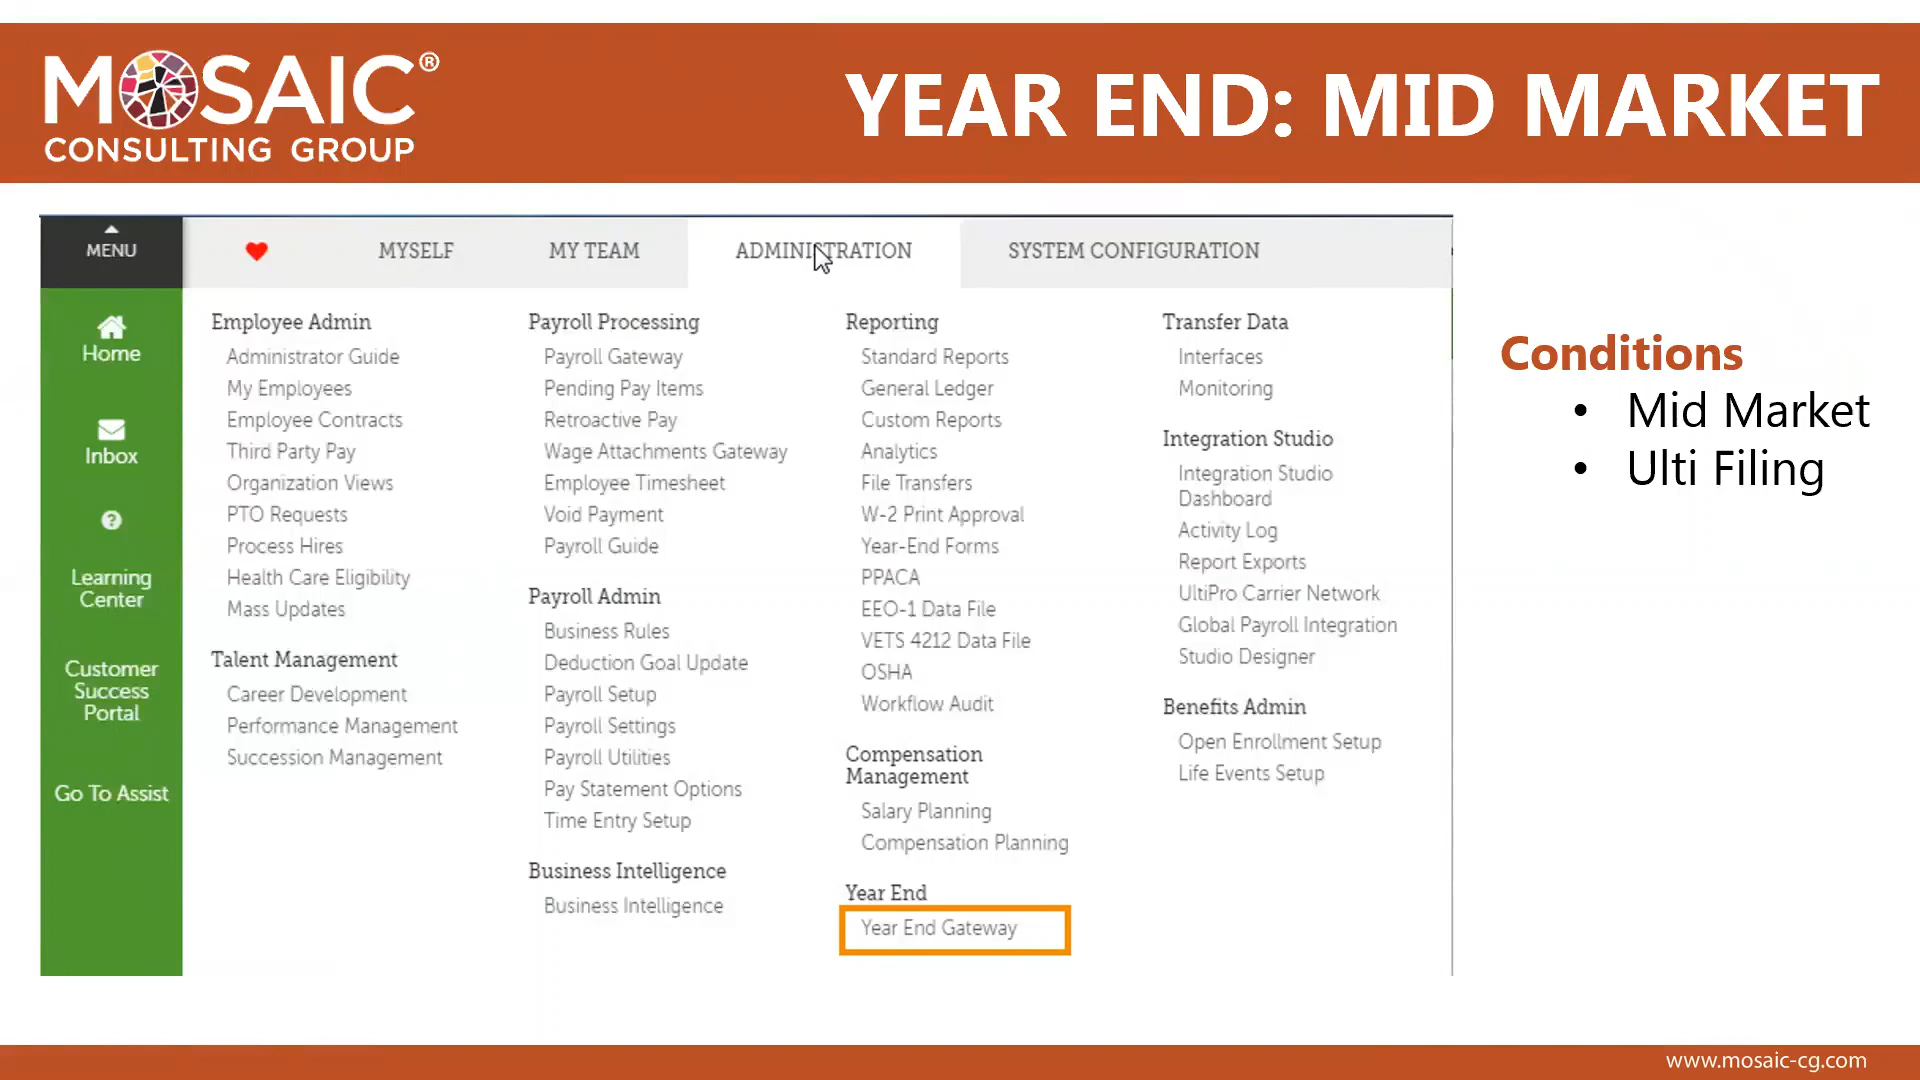 MOSAIC®
CONSULTING GROUP
YEAR END: MID MARKET
MENU
MYSELF
MY TEAM
ADMINISTRATION
SYSTEM CONFIGURATION
Home
Inbox
?
Learning
Center
Customer
Success
Portal
Go To Assist
Employee Admin
Administrator Guide
My Employees
Employee Contracts
Third Party Pay
Organization Views
PTO Requests
Process Hires
Health Care Eligibility
Mass Updates
Talent Management
Career Development
Performance Management
Succession Management
Payroll Processing
Payroll Gateway
Pending Pay Items
Retroactive Pay
Wage Attachments Gateway
Employee Timesheet
Void Payment
Payroll Guide
Payroll Admin
Business Rules
Deduction Goal Update
Payroll Setup
Payroll Settings
Payroll Utilities
Pay Statement Options
Time Entry Setup
Business Intelligence
Business Intelligence
Reporting
Standard Reports
General Ledger
Custom Reports
Analytics
File Transfers
W-2 Print Approval
Year-End Forms
PPACA
EEO-1 Data File
VETS 4212 Data File
OSHA
Workflow Audit
Compensation
Management
Salary Planning
Compensation Planning
Year End
Year End Gateway
Transfer Data
Interfaces
Monitoring
Integration Studio
Integration Studio
Dashboard
Activity Log
Report Exports
UltiPro Carrier Network
Global Payroll Integration
Studio Designer
Benefits Admin
Open Enrollment Setup
Life Events Setup
Conditions
• Mid Market
• Ulti Filing
www.mosaic-cg.com